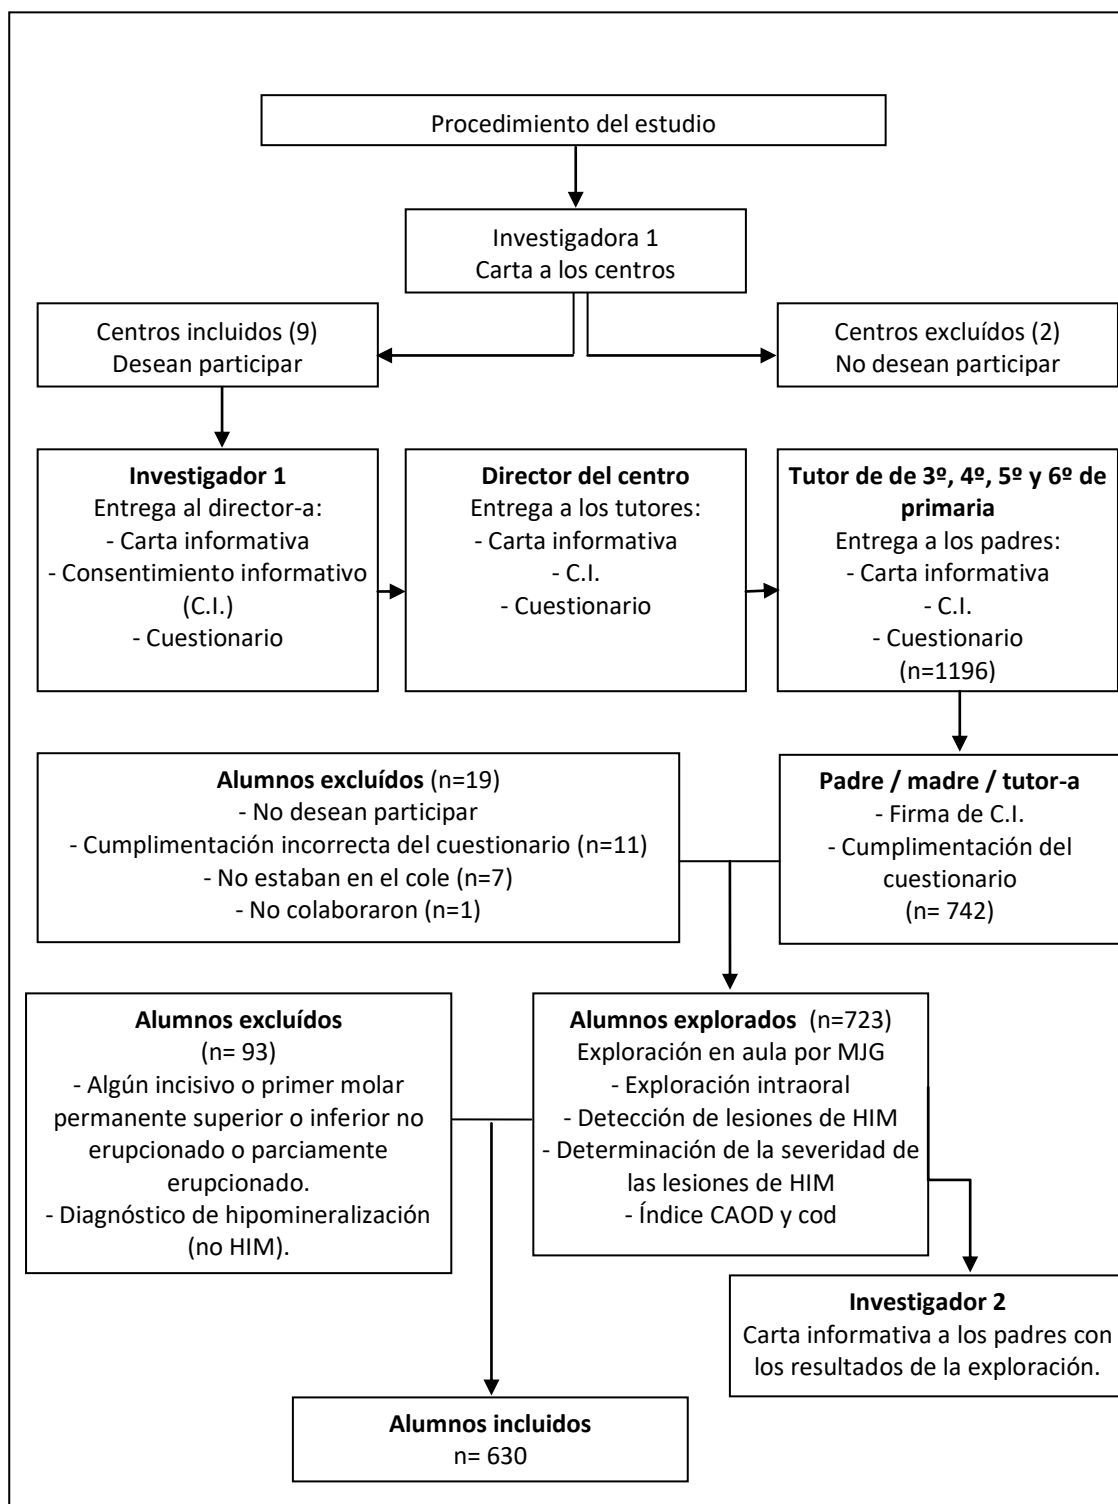 Procedimiento del estudio
Investigadora 1
Carta a los centros
Centros incluidos (9)
Desean participar
Centros excluídos (2)
No desean participar
Investigador 1
Entrega al director-a:
- Carta informativa
- Consentimiento informativo
(C.I.)
- Cuestionario
Director del centro
Entrega a los tutores:
- Carta informativa
- C.I.
- Cuestionario
Tutor de de 3º, 4º, 5º y 6º de
primaria
Entrega a los padres:
- Carta informativa
- C.I.
- Cuestionario
(n=1196)
Alumnos excluídos (n=19)
- No desean participar
- Cumplimentación incorrecta del cuestionario (n=11)
- No estaban en el cole (n=7)
- No colaboraron (n=1)
Padre / madre / tutor-a
- Firma de C.I.
- Cumplimentación del
cuestionario
(n= 742)
Alumnos excluídos
(n= 93)
- Algún incisivo o primer molar
permanente superior o inferior no
erupcionado o parciamente
erupcionado.
- Diagnóstico de hipomineralización
(no HIM).
Alumnos explorados (n=723)
Exploración en aula por MJG
- Exploración intraoral
- Detección de lesiones de HIM
- Determinación de la severidad de
las lesiones de HIM
- Índice CAOD y cod
Investigador 2
Carta informativa a los padres con
los resultados de la exploración.
Alumnos incluidos
n= 630